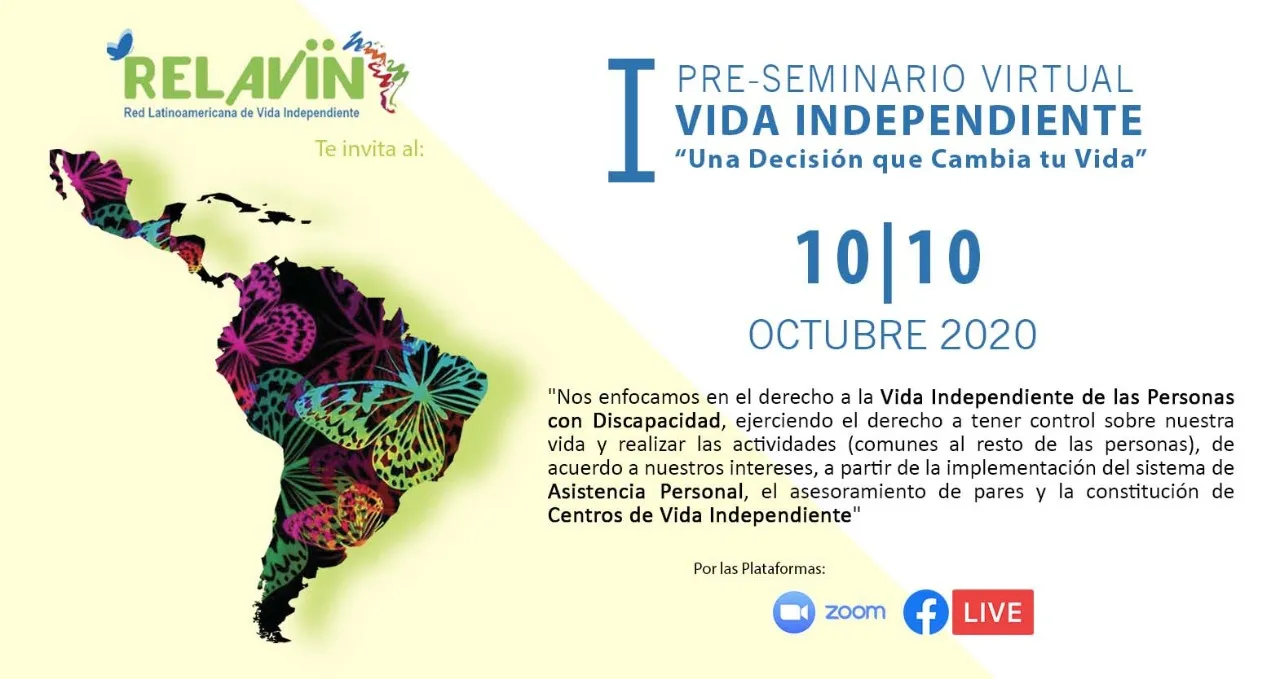 RELAVÏN
Red Latinoamericana de Vida Independiente
Te invita al:
I
PRE-SEMINARIO VIRTUAL
VIDA INDEPENDIENTE
“Una Decisión que Cambia tu Vida”
10|10
OCTUBRE 2020
"Nos enfocamos en el derecho a la Vida Independiente de las Personas
con Discapacidad, ejerciendo el derecho a tener control sobre nuestra
vida y realizar las actividades (comunes al resto de las personas), de
acuerdo a nuestros intereses, a partir de la implementación del sistema de
Asistencia Personal, el asesoramiento de pares y la constitución de
Centros de Vida Independiente"
Por las Plataformas:
zoom
LIVE